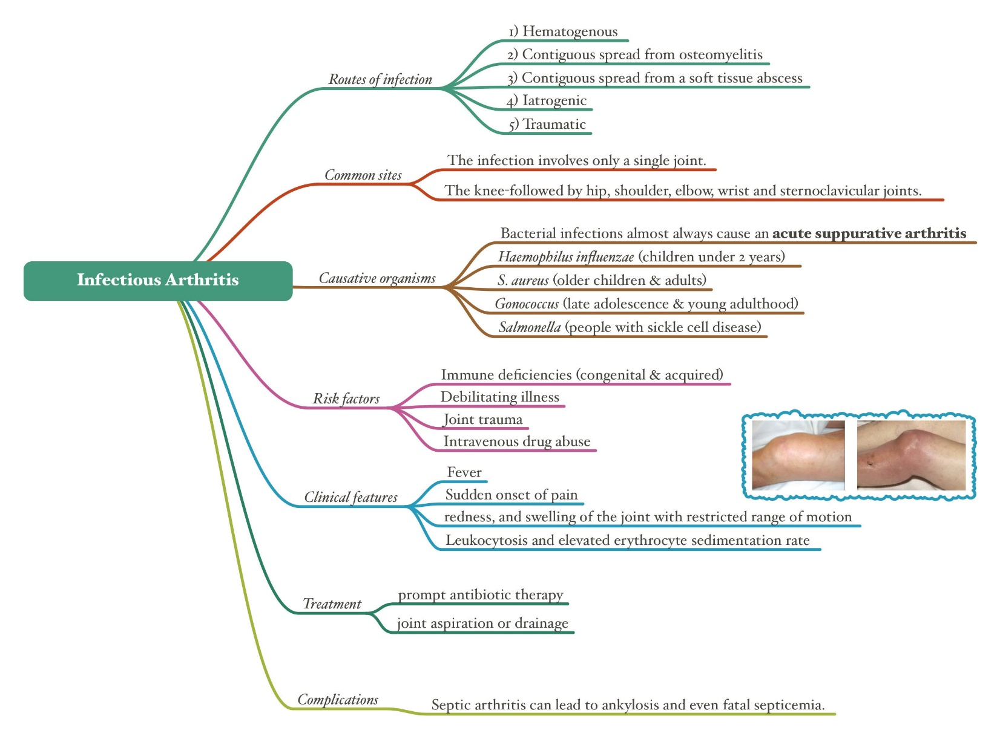 1) Hematogenous
2) Contiguous spread from osteomyelitis
Routes of infection
3) Contiguous spread from a soft tissue abscess
4) Iatrogenic
5) Traumatic
The infection involves only a single joint.
Common sites
The knee-followed by hip, shoulder, elbow, wrist and sternoclavicular joints.
Bacterial infections almost always cause an acute suppurative arthritis
Haemophilus influenzae (children under 2 years)
Infectious Arthritis
Causative organisms
S. aureus (older children & adults)
Gonococcus (late adolescence & young adulthood)
Salmonella (people with sickle cell disease)
Immune deficiencies (congenital & acquired)
Risk factors
Debilitating illness
Joint trauma
Intravenous drug abuse
Fever
Clinical features
Sudden onset of pain
redness, and swelling of the joint with restricted range of motion
Leukocytosis and elevated erythrocyte sedimentation rate
prompt antibiotic therapy
Treatment
joint aspiration or drainage
Complications
Septic arthritis can lead to ankylosis and even fatal septicemia.